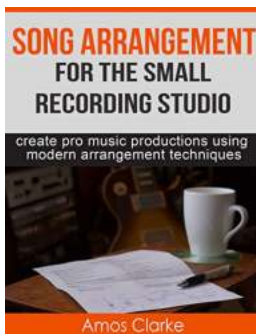 SONG ARRANGEMENT
FOR THE SMALL
RECORDING STUDIO
create pro music productions using
modern arrangement techniques
Amos Clarke